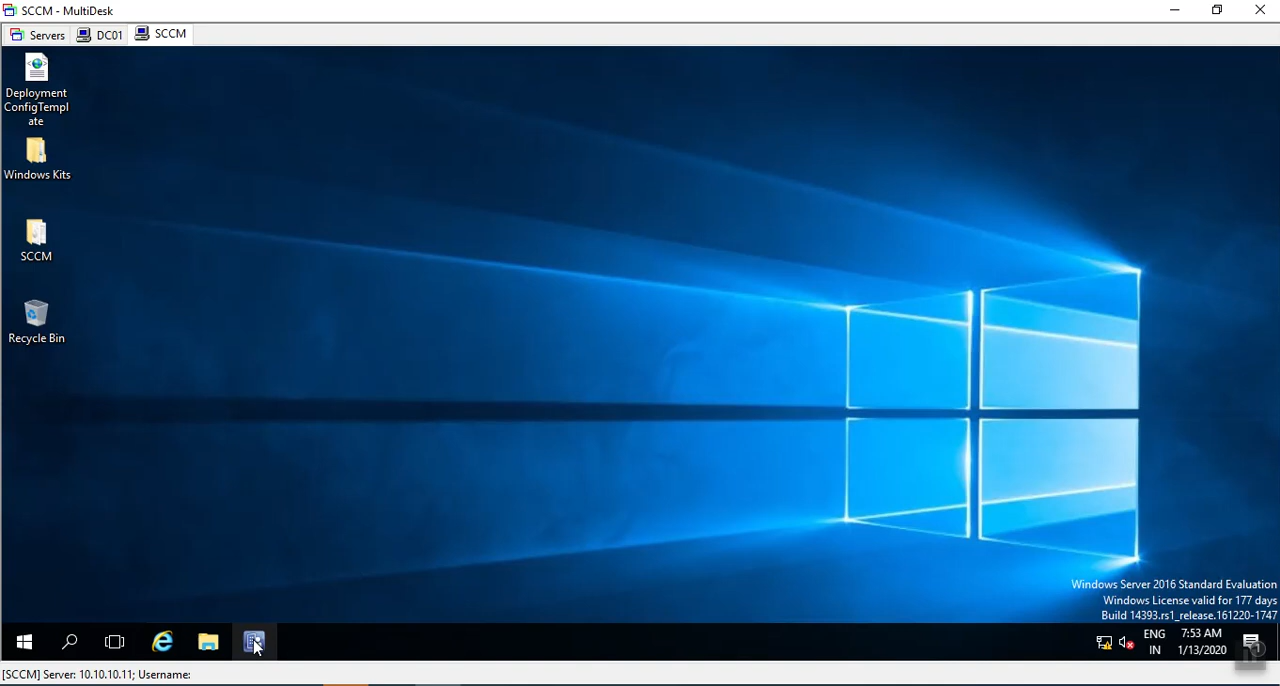 SCCM - MultiDesk
Servers
DC01
SCCM
Deployment
ConfigTempl
ate
Windows Kits
SCCM
Recycle Bin
Windows Server 2016 Standard Evaluation
Windows License valid for 177 days
Build 14393.rs1_release.161220-1747
ENG
IN
7:53 AM
1/13/2020
[SCCM] Server: 10.10.10.11; Username: